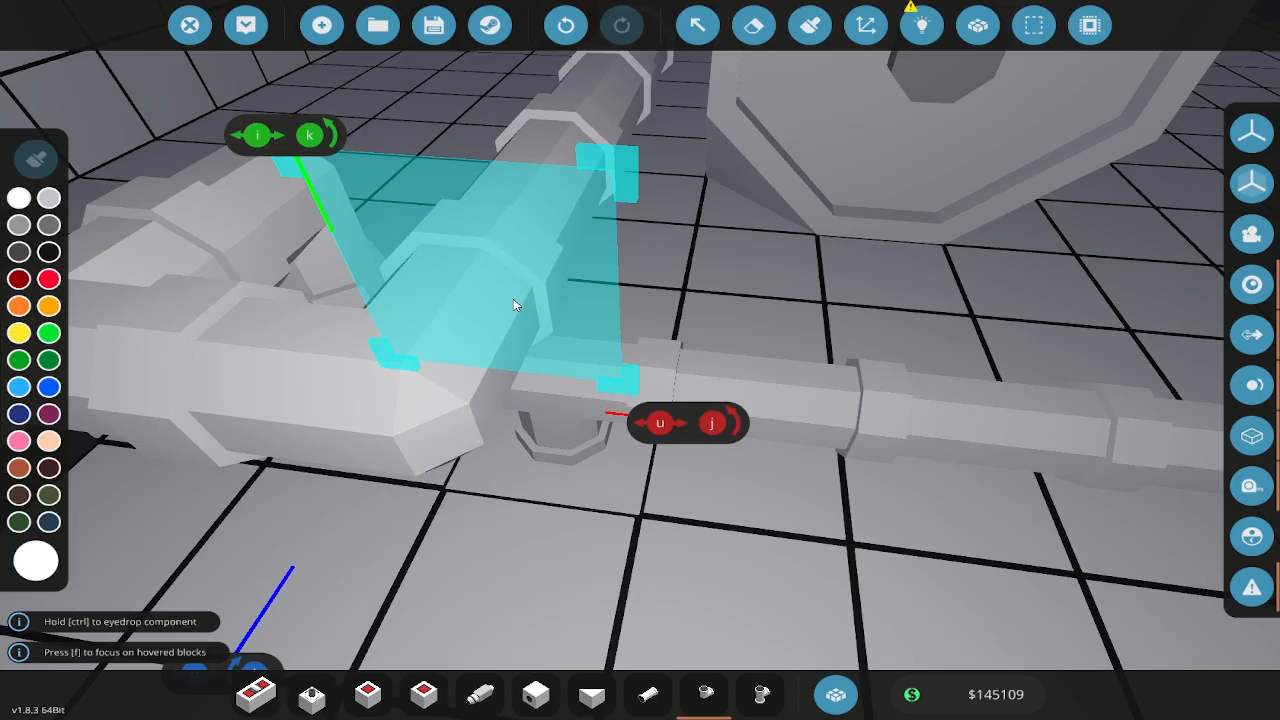 i k
u j
Hold [ctrl] to eyedrop component
Press [f] to focus on hovered blocks
$ $145109
v1.8.3 64Bit